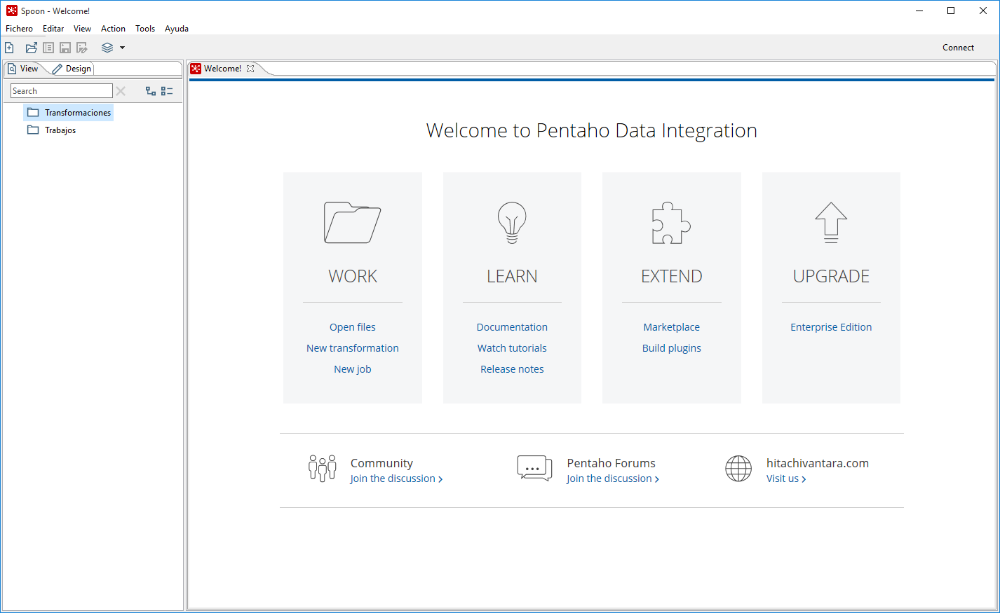 Spoon - Welcome!
Fichero Editar View Action Tools Ayuda
Connect
View Design
Welcome!
Search
Transformaciones
Trabajos
Welcome to Pentaho Data Integration
WORK
Open files
New transformation
New job
LEARN
Documentation
Watch tutorials
Release notes
EXTEND
Marketplace
Build plugins
UPGRADE
Enterprise Edition
Community
Join the discussion
Pentaho Forums
Join the discussion
hitachivantara.com
Visit us